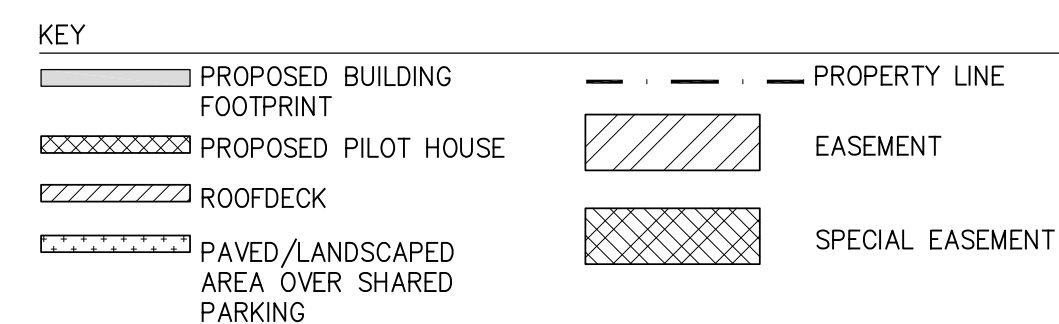 KEY
PROPOSED BUILDING
FOOTPRINT
PROPOSED PILOT HOUSE
ROOFDECK
PAVED/LANDSCAPED
AREA OVER SHARED
PARKING
PROPERTY LINE
EASEMENT
SPECIAL EASEMENT